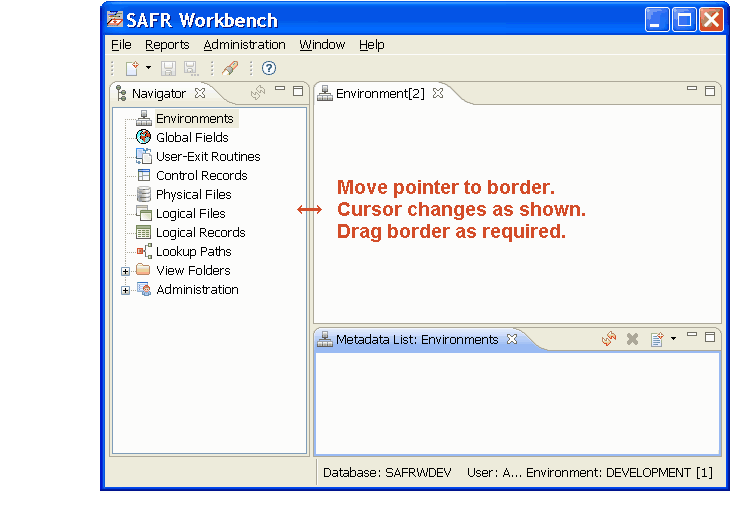 SAFR Workbench
File Reports Administration Window Help
Navigator
Environment[2]
Environments
Global Fields
User-Exit Routines
Control Records
Physical Files
Logical Files
Logical Records
Lookup Paths
View Folders
Administration
Move pointer to border.
Cursor changes as shown.
Drag border as required.
Metadata List: Environments
Database: SAFRWDEV User: A... Environment: DEVELOPMENT [1]